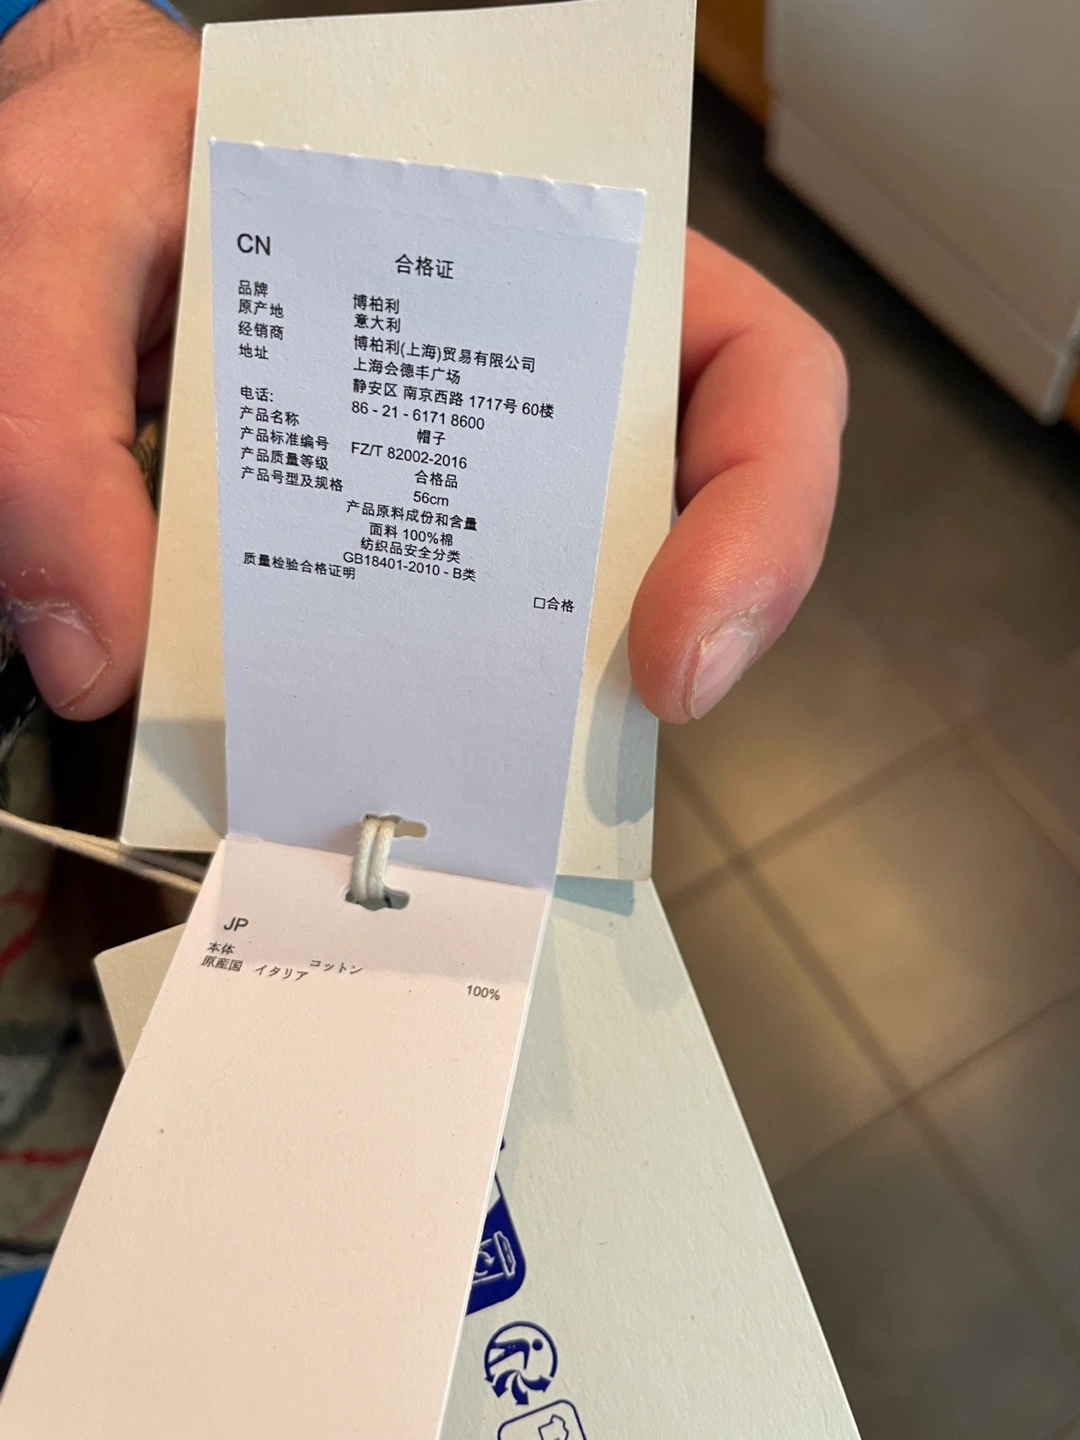 CN
合格证
品牌 博柏利
原产地 意大利
经销商 博柏利(上海)贸易有限公司
地址 上海会德丰广场
静安区 南京西路 1717号 60楼
电话: 86 - 21 - 6171 8600
产品名称 帽子
产品标准编号 FZ/T 82002-2016
产品质量等级 合格品
产品号型及规格 56cm
产品原料成份和含量
面料 100%棉
纺织品安全分类
GB18401-2010 - B类
质量检验合格证明
口合格
JP
本体 コットン 100%
原産国 イタリア